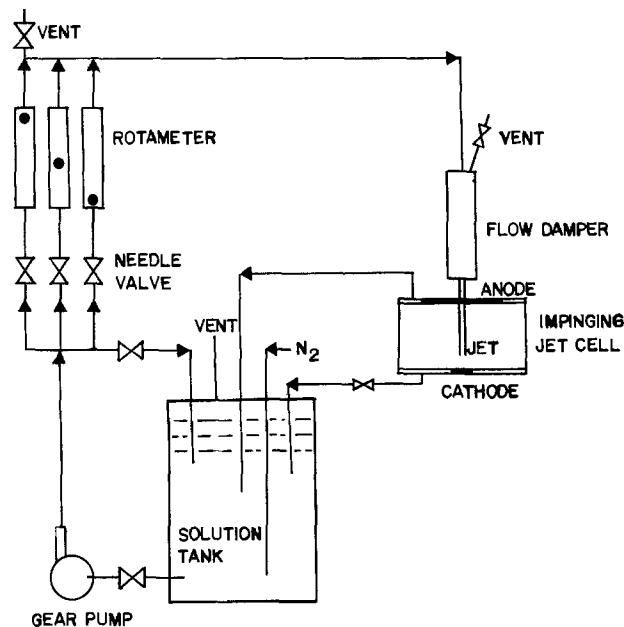 VENT
ROTAMETER
VENT
FLOW DAMPER
NEEDLE
VALVE
ANODE
IMPINGING
JET CELL
JET
CATHODE
VENT
N2
SOLUTION
TANK
GEAR PUMP